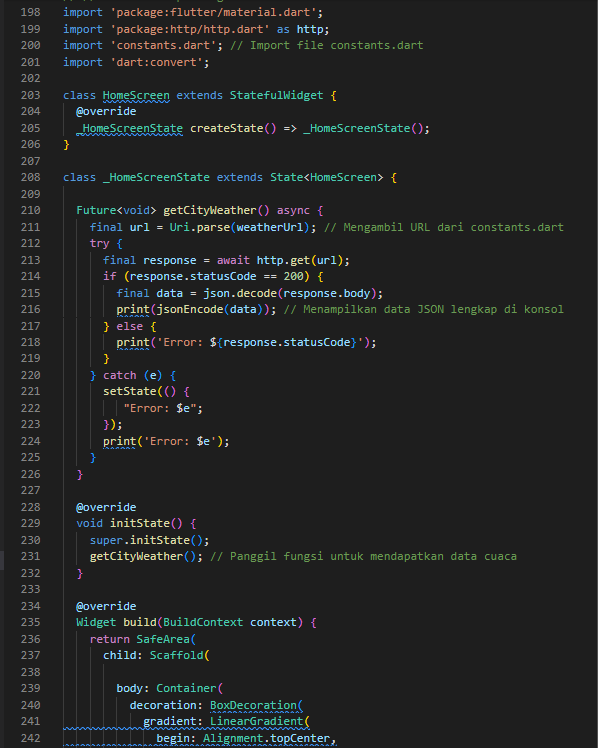 198 import 'package:flutter/material.dart';
199 import 'package:http/http.dart' as http;
200 import 'constants.dart'; // Import file constants.dart
201 import 'dart:convert';
202
203 class HomeScreen extends StatefulWidget {
204   @override
205   _HomeScreenState createState() => _HomeScreenState();
206 }
207
208 class _HomeScreenState extends State<HomeScreen> {
209
210   Future<void> getCityWeather() async {
211     final url = Uri.parse(weatherUrl); // Mengambil URL dari constants.dart
212     try {
213       final response = await http.get(url);
214       if (response.statusCode == 200) {
215         final data = json.decode(response.body);
216         print(jsonEncode(data)); // Menampilkan data JSON lengkap di konsol
217       } else {
218         print('Error: ${response.statusCode}');
219       }
220     } catch (e) {
221       setState(() {
222         "Error: $e";
223       });
224       print('Error: $e');
225     }
226   }
227
228   @override
229   void initState() {
230     super.initState();
231     getCityWeather(); // Panggil fungsi untuk mendapatkan data cuaca
232   }
233
234   @override
235   Widget build(BuildContext context) {
236     return SafeArea(
237       child: Scaffold(
238
239         body: Container(
240           decoration: BoxDecoration(
241             gradient: LinearGradient(
242               begin: Alignment.topCenter,